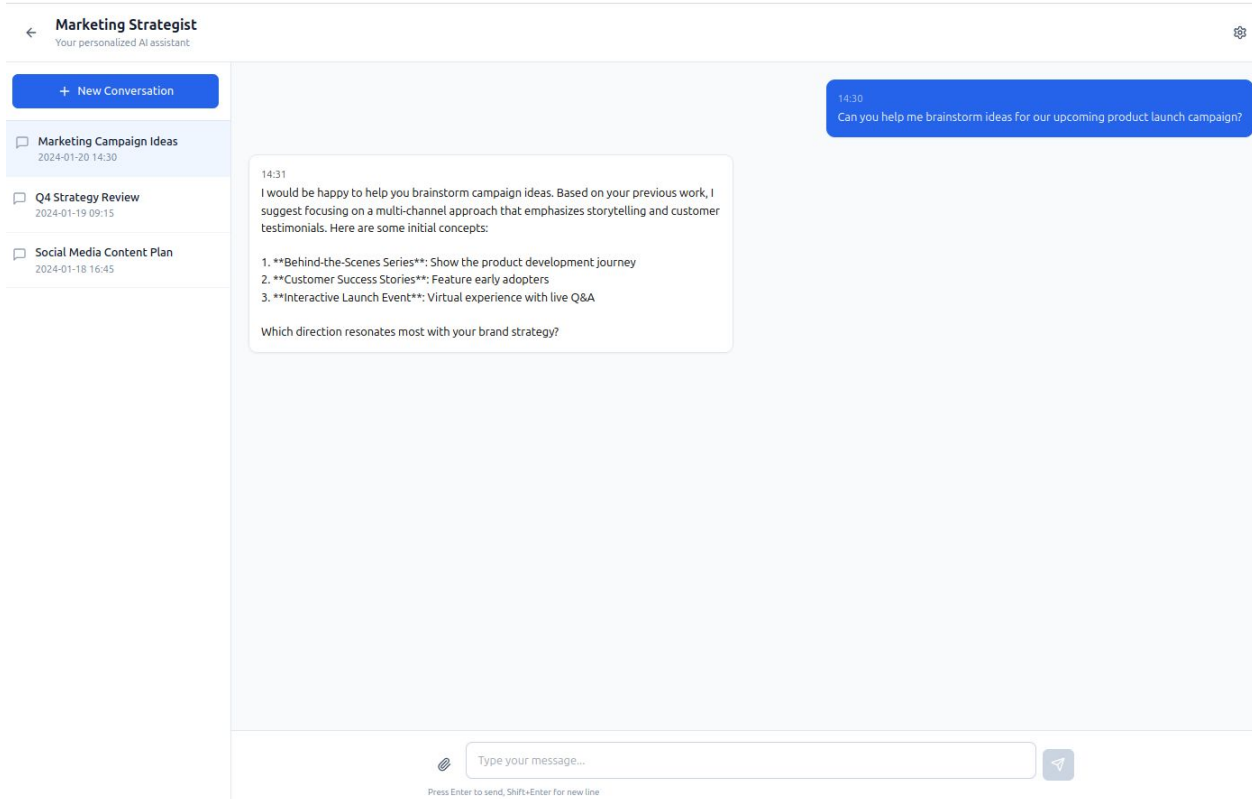 Marketing Strategist
Your personalized AI assistant
+ New Conversation
Marketing Campaign Ideas
2024-01-20 14:30
Q4 Strategy Review
2024-01-19 09:15
Social Media Content Plan
2024-01-18 16:45
14:30
Can you help me brainstorm ideas for our upcoming product launch campaign?
14:31
I would be happy to help you brainstorm campaign ideas. Based on your previous work, I
suggest focusing on a multi-channel approach that emphasizes storytelling and customer
testimonials. Here are some initial concepts:
1. **Behind-the-Scenes Series**: Show the product development journey
2. **Customer Success Stories**: Feature early adopters
3. **Interactive Launch Event**: Virtual experience with live Q&A
Which direction resonates most with your brand strategy?
Type your message...
Press Enter to send, Shift+Enter for new line